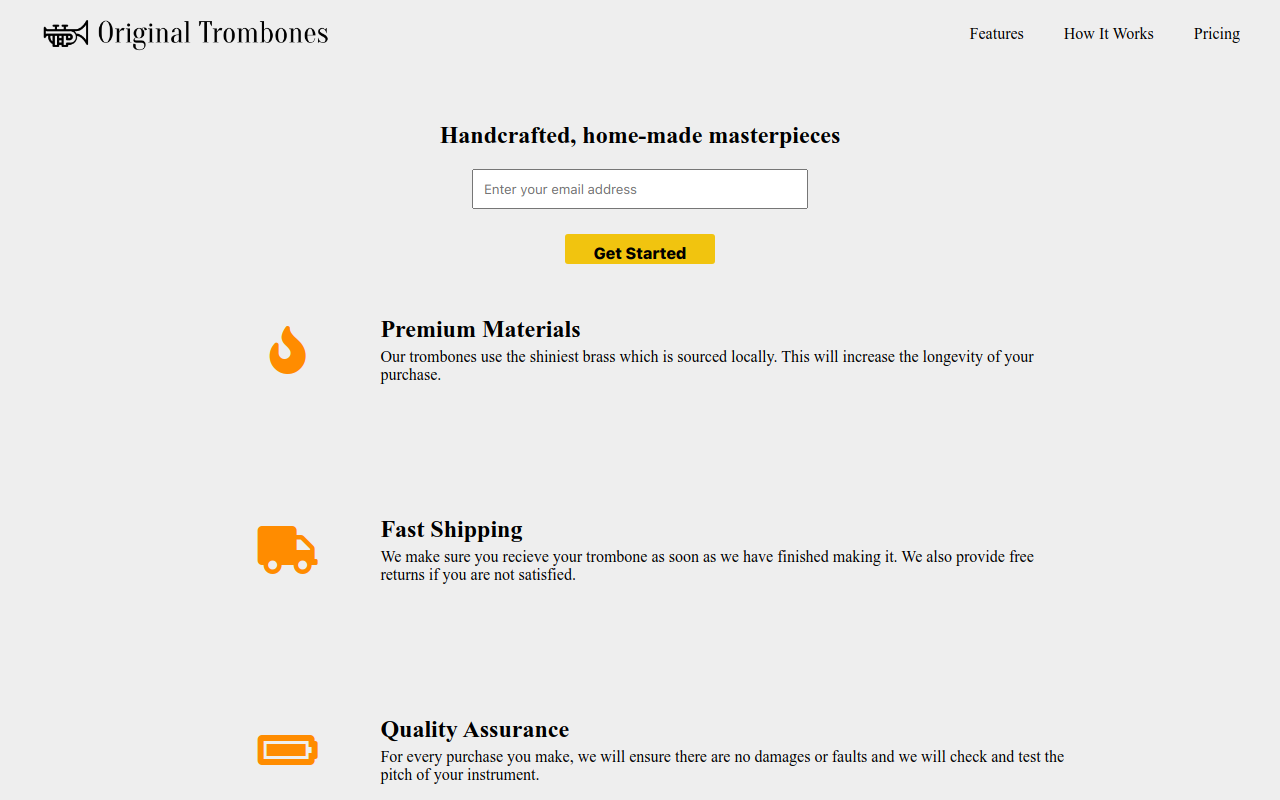 Original Trombones
Features
How It Works
Pricing
Handcrafted, home-made masterpieces
Enter your email address
Get Started
Premium Materials
Our trombones use the shiniest brass which is sourced locally. This will increase the longevity of your
purchase.
Fast Shipping
We make sure you recieve your trombone as soon as we have finished making it. We also provide free
returns if you are not satisfied.
Quality Assurance
For every purchase you make, we will ensure there are no damages or faults and we will check and test the
pitch of your instrument.